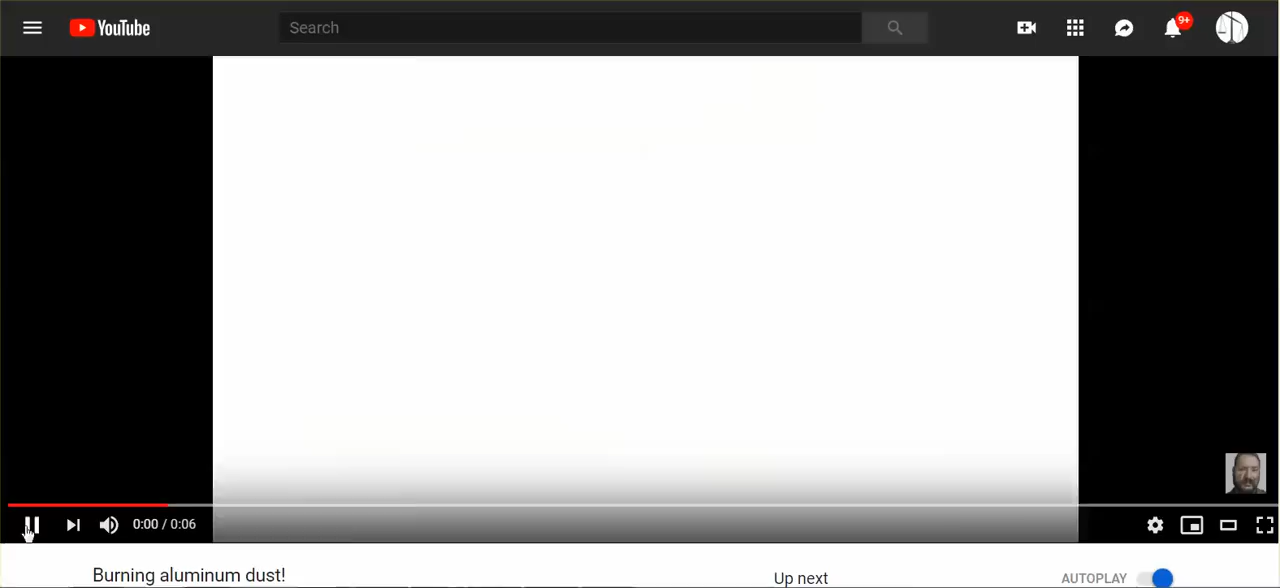 YouTube
Search
9+
0:00 / 0:06
Burning aluminum dust!
Up next
AUTOPLAY